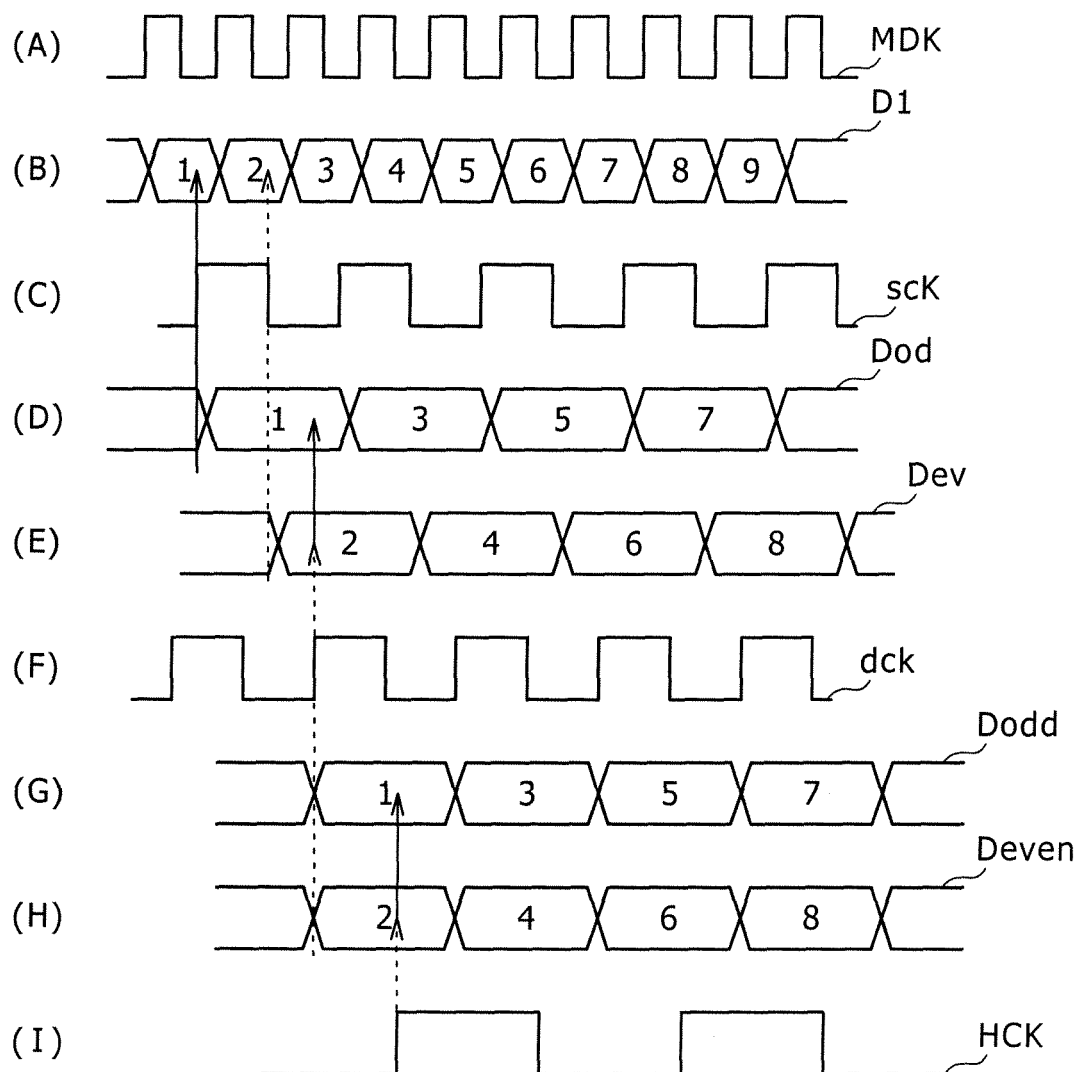 (A) MDK
D1
(B) 1 2 3 4 5 6 7 8 9
(C) scK
Dod
(D) 1 3 5 7
Dev
(E) 2 4 6 8
(F) dck
Dodd
(G) 1 3 5 7
Deven
(H) 2 4 6 8
(I) HCK